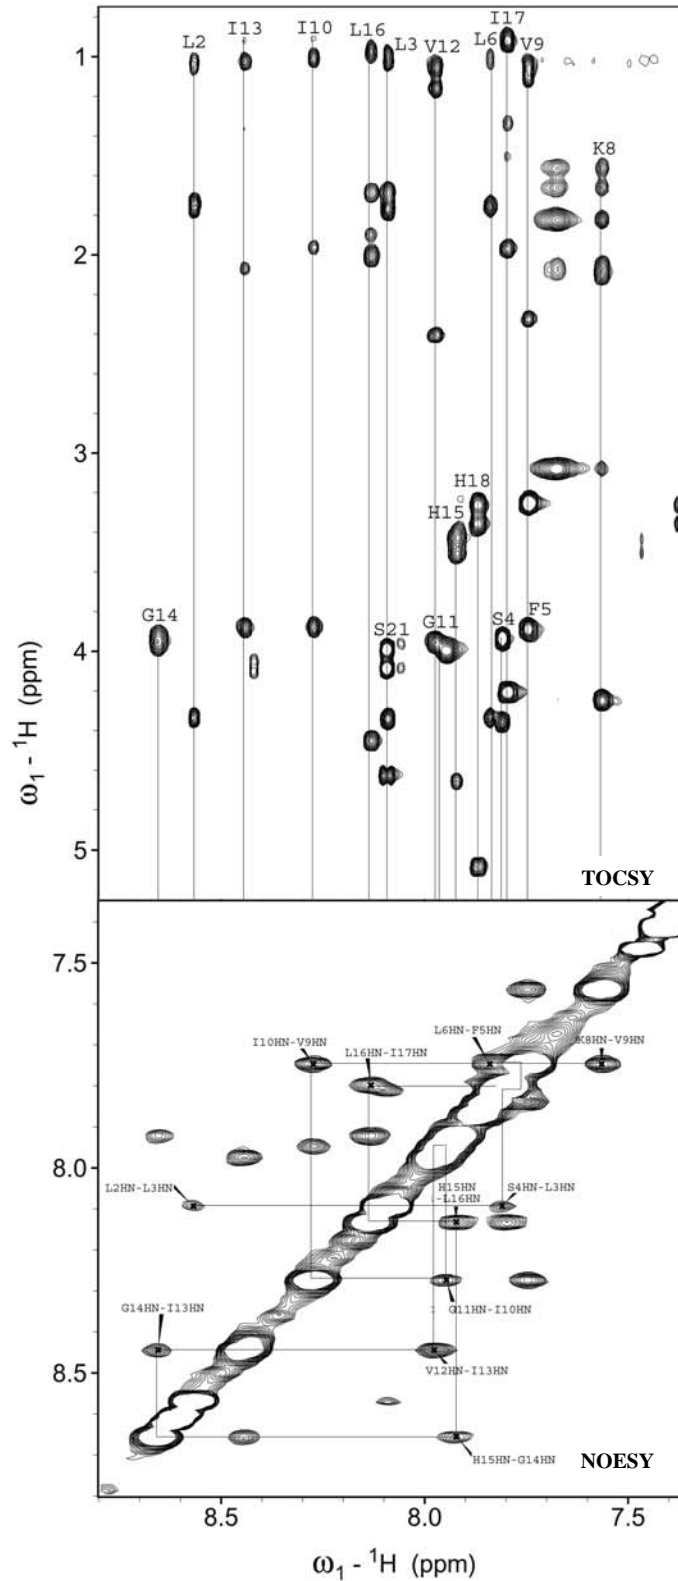 I17
I13 I10 L16 L6
L2 L3 V12 V9
1
K8
2
3
H18
H15
S4 F5
G14 G11
S21
4
5
ω1 - ¹H (ppm)
TOCSY
7.5
L6HN-F5HN
I10HN-V9HN K8HN-V9HN
L16HN-I17HN
8.0
L2HN-L3HN H15HN S4HN-L3HN
-L16HN
G14HN-I13HN G11HN-I10HN
V12HN-I13HN
8.5
H15HN-G14HN NOESY
8.5 8.0 7.5
ω1 - ¹H (ppm)